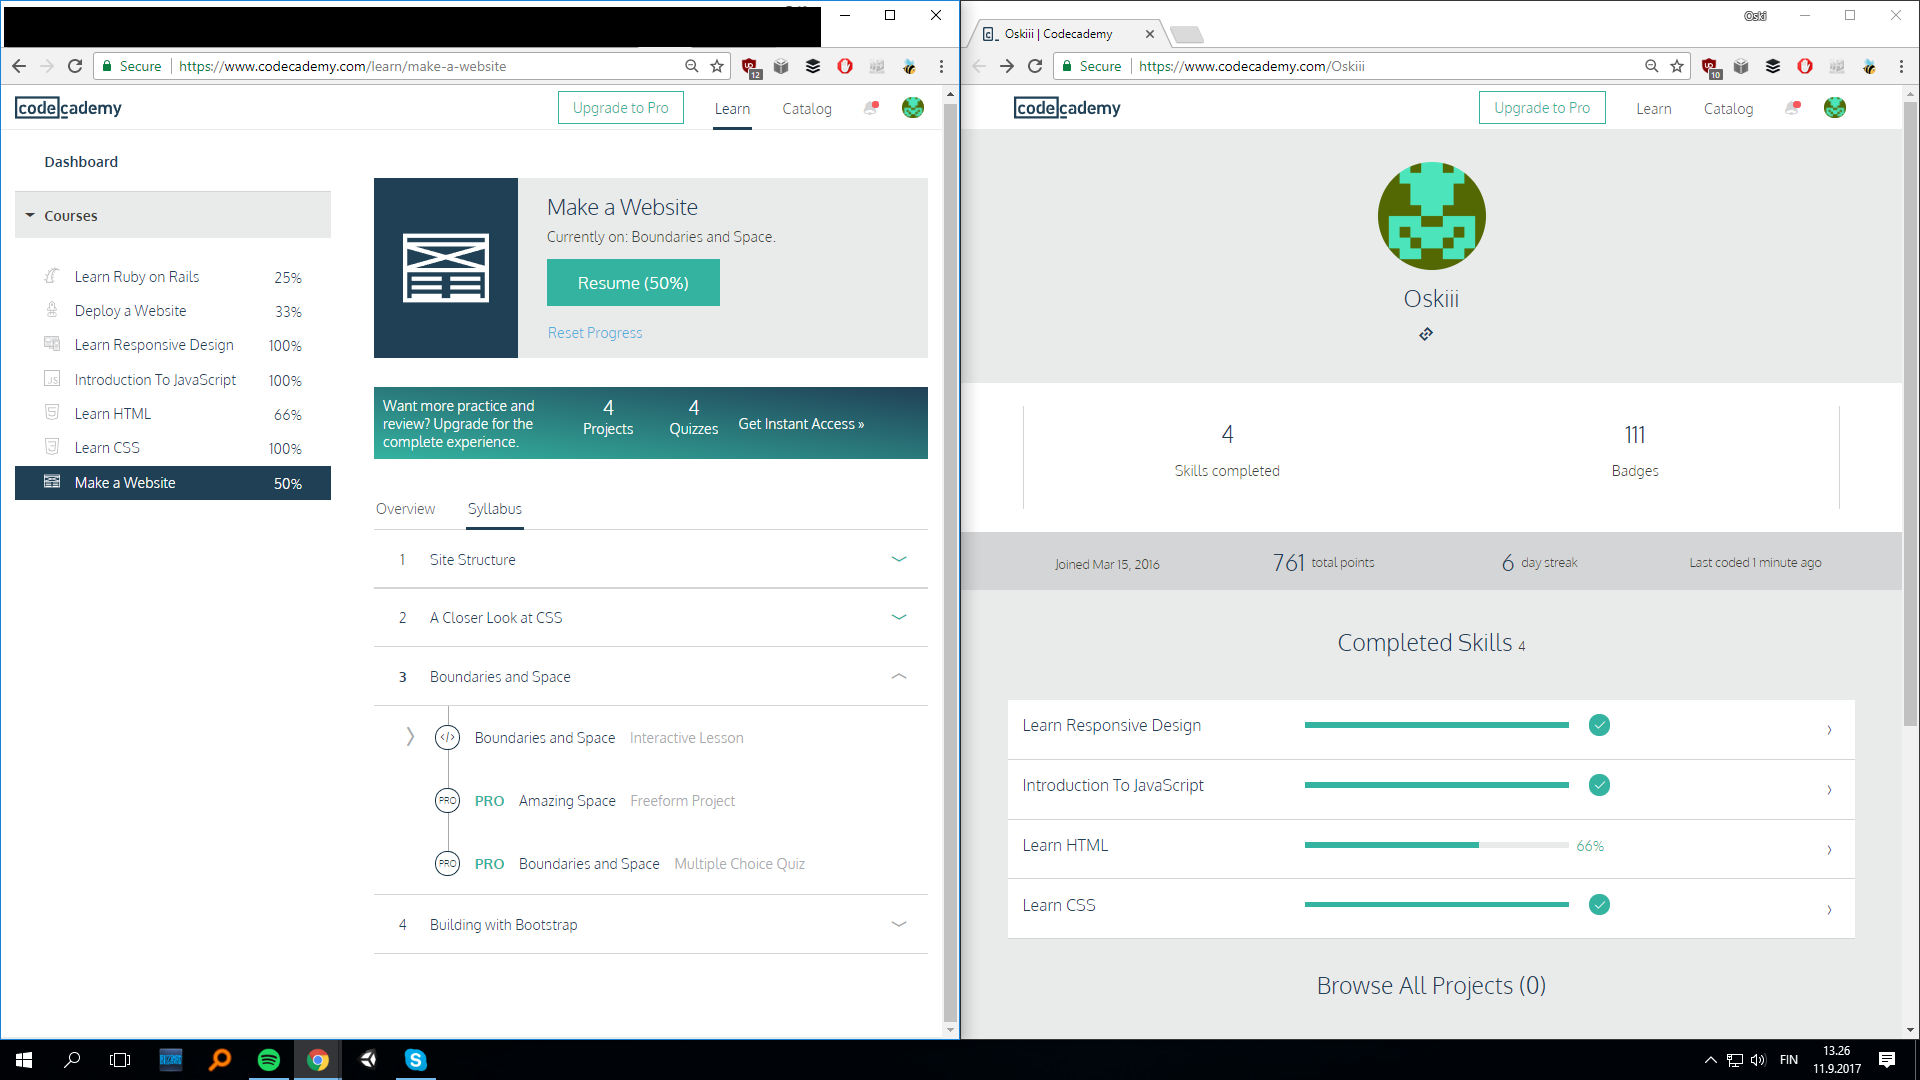 Secure
https://www.codecademy.com/learn/make-a-website
12
codecademy
Upgrade to Pro
Learn
Catalog
Dashboard
Courses
Learn Ruby on Rails 25%
Deploy a Website 33%
Learn Responsive Design 100%
JS Introduction To JavaScript 100%
Learn HTML 66%
Learn CSS 100%
Make a Website 50%
Make a Website
Currently on: Boundaries and Space.
Resume (50%)
Reset Progress
Want more practice and
review? Upgrade for the
complete experience.
4
Projects
4
Quizzes
Get Instant Access »
Overview
Syllabus
1 Site Structure
2 A Closer Look at CSS
3 Boundaries and Space
</> Boundaries and Space Interactive Lesson
PRO PRO Amazing Space Freeform Project
PRO PRO Boundaries and Space Multiple Choice Quiz
4 Building with Bootstrap
Oskiii | Codecademy
Oski
Secure
https://www.codecademy.com/Oskiii
10
codecademy
Upgrade to Pro
Learn
Catalog
Oskiii
4
Skills completed
111
Badges
Joined Mar 15, 2016
761 total points
6 day streak
Last coded 1 minute ago
Completed Skills 4
Learn Responsive Design
Introduction To JavaScript
Learn HTML 66%
Learn CSS
Browse All Projects (0)
FIN
13.26
11.9.2017